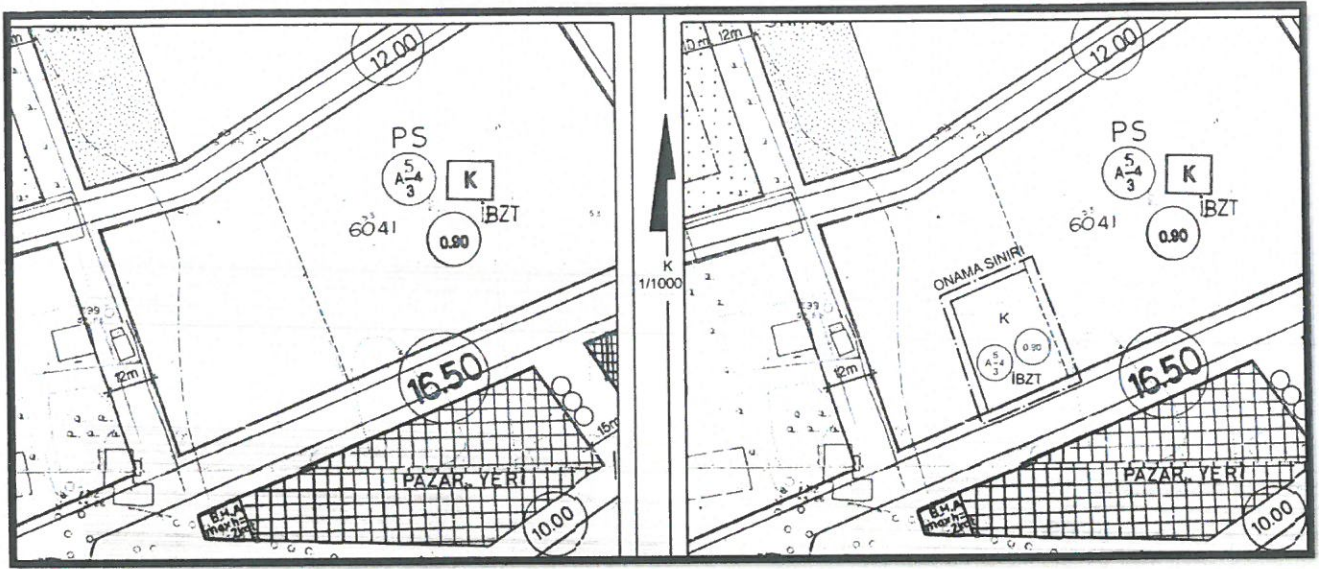 12.00
PS
5
A-4
3
K
İBZT
6041
0.90
12m
16.50
15m
PAZAR YERİ
B.H.A
max h=
10.00
K
1/1000
12m
12.00
PS
5
A-4
3
K
İBZT
6041
0.90
ONAMA SINIRI
K
5
A-4
3
0.90
İBZT
12m
16.50
PAZAR YERİ
B.H.A
max h=
10.00